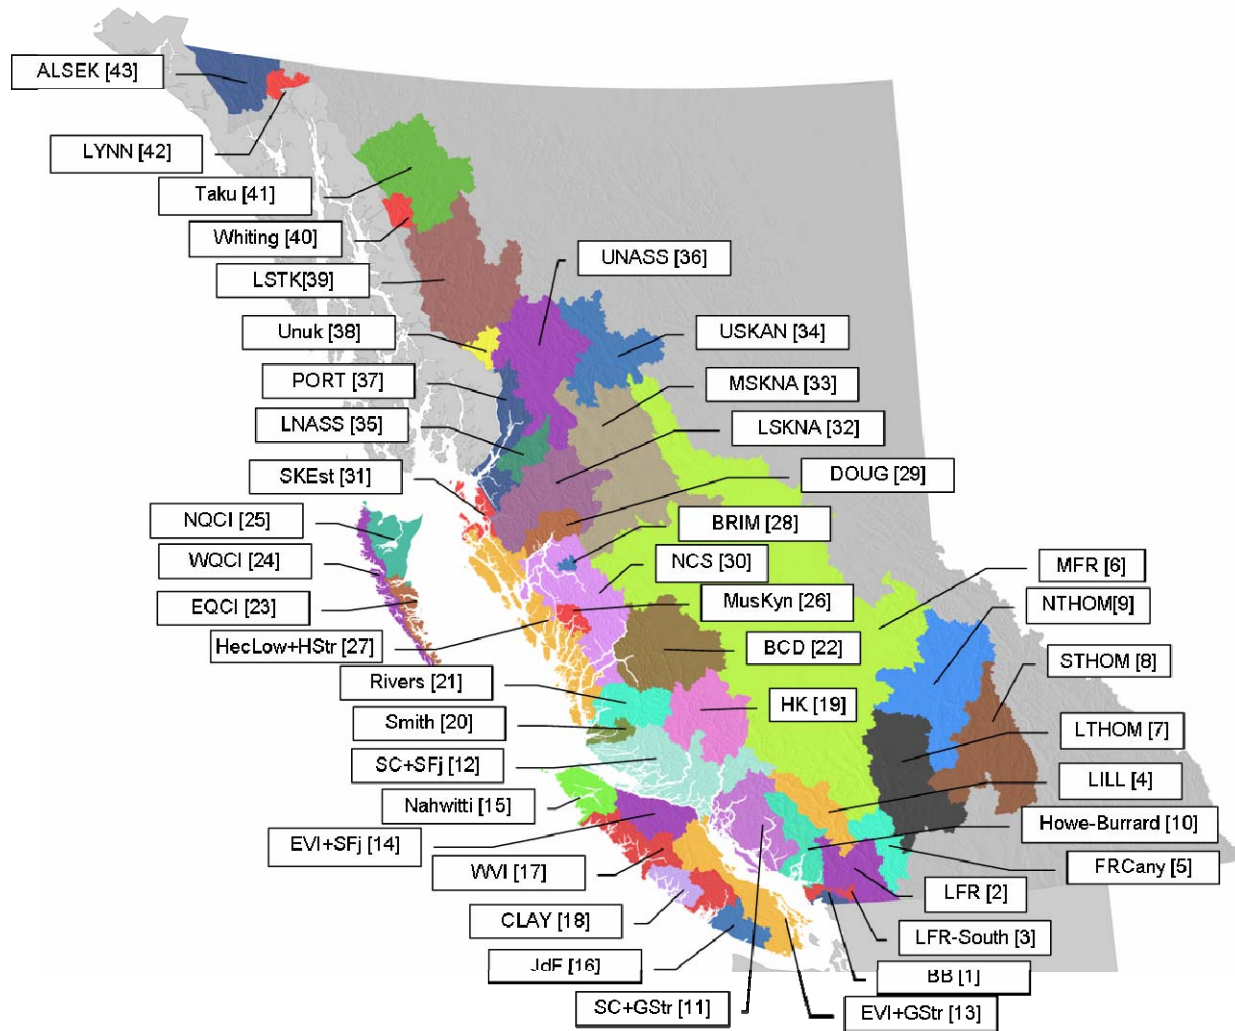 ALSEK [43]
LYNN [42]
Taku [41]
Whiting [40]
UNASS [36]
LSTK[39]
Unuk [38]
USKAN [34]
PORT [37]
MSKNA [33]
LNASS [35]
LSKNA [32]
SKEst [31]
DOUG [29]
NQCI [25]
BRIM [28]
WQCI [24]
NCS [30]
MFR [6]
EQCI [23]
MusKyn [26]
NTHOM[9]
HecLow+HStr [27]
BCD [22]
STHOM [8]
Rivers [21]
HK [19]
Smith [20]
LTHOM [7]
SC+SFj [12]
LILL [4]
Nahwitti [15]
Howe-Burrard [10]
EVI+SFj [14]
FRCany [5]
WVI [17]
LFR [2]
CLAY [18]
LFR-South [3]
JdF [16]
BB [1]
SC+GStr [11]
EVI+GStr [13]